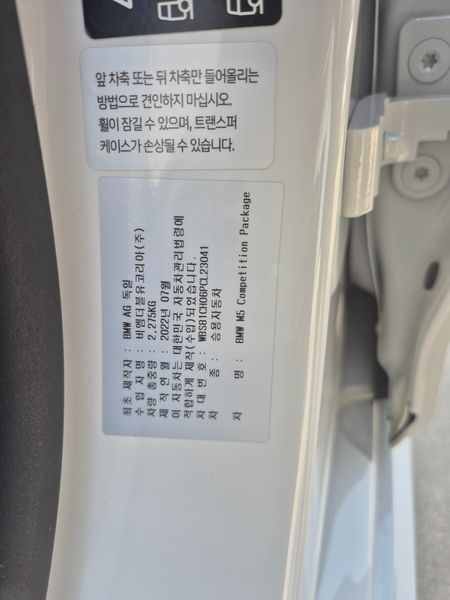 앞 차축 또는 뒤 차축만 들어올리는
방법으로 견인하지 마십시오.
휠이 잠길 수 있으며, 트랜스퍼
케이스가 손상될 수 있습니다.
최초 제작자 : BMW AG 독일
수 입 자 명 : 비엠더블유코리아(주)
차량 총중량 : 2,275KG
제 작 연 월 : 2022년 07월
이 자동차는 대한민국 자동차관리법령에
적합하게 제작(수입)되었습니다.
차 대 번 호 : WBS81CH06PCL23041
차 종 : 승용자동차
차 명 : BMW M5 Competition Package